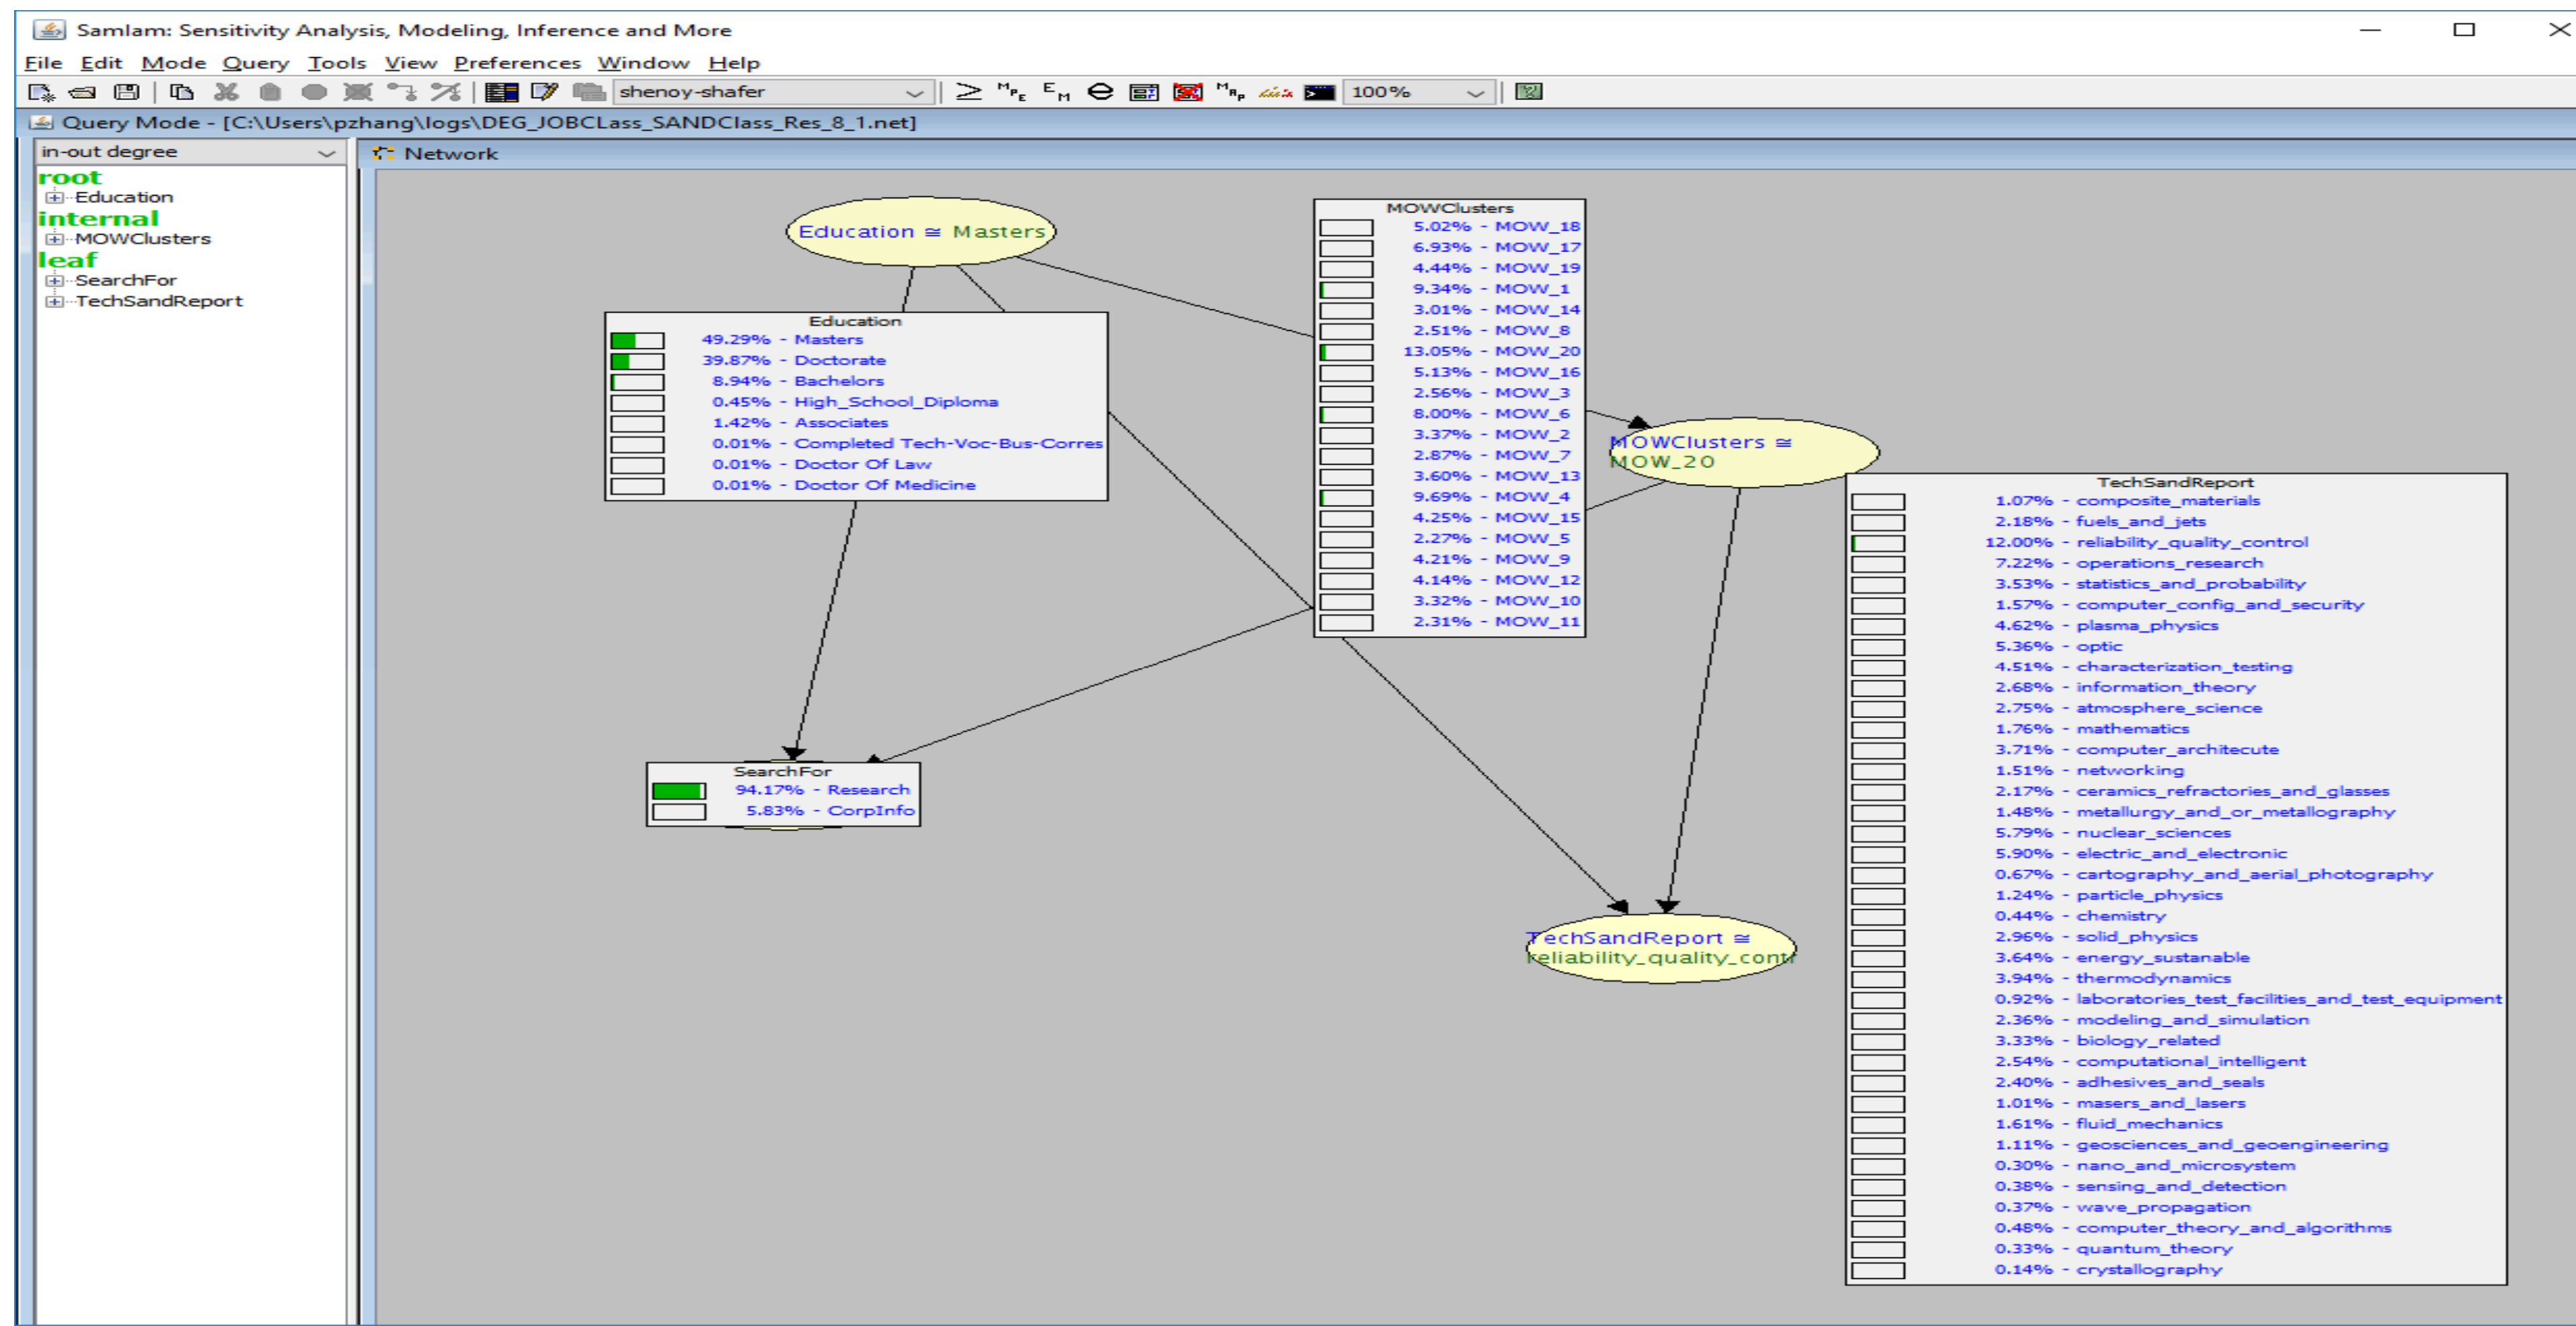 SamIam: Sensitivity Analysis, Modeling, Inference and More
File Edit Mode Query Tools View Preferences Window Help
shenoy-shafer
MPE EM MAP 100%
Query Mode - [C:\Users\pzhang\logs\DEG_JOBCLass_SANDClass_Res_8_1.net]
in-out degree
Network
root
Education
internal
MOWClusters
leaf
SearchFor
TechSandReport
Education ≅ Masters
Education
49.29% - Masters
39.87% - Doctorate
8.94% - Bachelors
0.45% - High_School_Diploma
1.42% - Associates
0.01% - Completed Tech-Voc-Bus-Corres
0.01% - Doctor Of Law
0.01% - Doctor Of Medicine
MOWClusters
5.02% - MOW_18
6.93% - MOW_17
4.44% - MOW_19
9.34% - MOW_1
3.01% - MOW_14
2.51% - MOW_8
13.05% - MOW_20
5.13% - MOW_16
2.56% - MOW_3
8.00% - MOW_6
3.37% - MOW_2
2.87% - MOW_7
3.60% - MOW_13
9.69% - MOW_4
4.25% - MOW_15
2.27% - MOW_5
4.21% - MOW_9
4.14% - MOW_12
3.32% - MOW_10
2.31% - MOW_11
MOWClusters ≅
MOW_20
SearchFor
94.17% - Research
5.83% - CorpInfo
TechSandReport ≅
reliability_quality_contr
TechSandReport
1.07% - composite_materials
2.18% - fuels_and_jets
12.00% - reliability_quality_control
7.22% - operations_research
3.53% - statistics_and_probability
1.57% - computer_config_and_security
4.62% - plasma_physics
5.36% - optic
4.51% - characterization_testing
2.68% - information_theory
2.75% - atmosphere_science
1.76% - mathematics
3.71% - computer_architecute
1.51% - networking
2.17% - ceramics_refractories_and_glasses
1.48% - metallurgy_and_or_metallography
5.79% - nuclear_sciences
5.90% - electric_and_electronic
0.67% - cartography_and_aerial_photography
1.24% - particle_physics
0.44% - chemistry
2.96% - solid_physics
3.64% - energy_sustanable
3.94% - thermodynamics
0.92% - laboratories_test_facilities_and_test_equipment
2.36% - modeling_and_simulation
3.33% - biology_related
2.54% - computational_intelligent
2.40% - adhesives_and_seals
1.01% - masers_and_lasers
1.61% - fluid_mechanics
1.11% - geosciences_and_geoengineering
0.30% - nano_and_microsystem
0.38% - sensing_and_detection
0.37% - wave_propagation
0.48% - computer_theory_and_algorithms
0.33% - quantum_theory
0.14% - crystallography